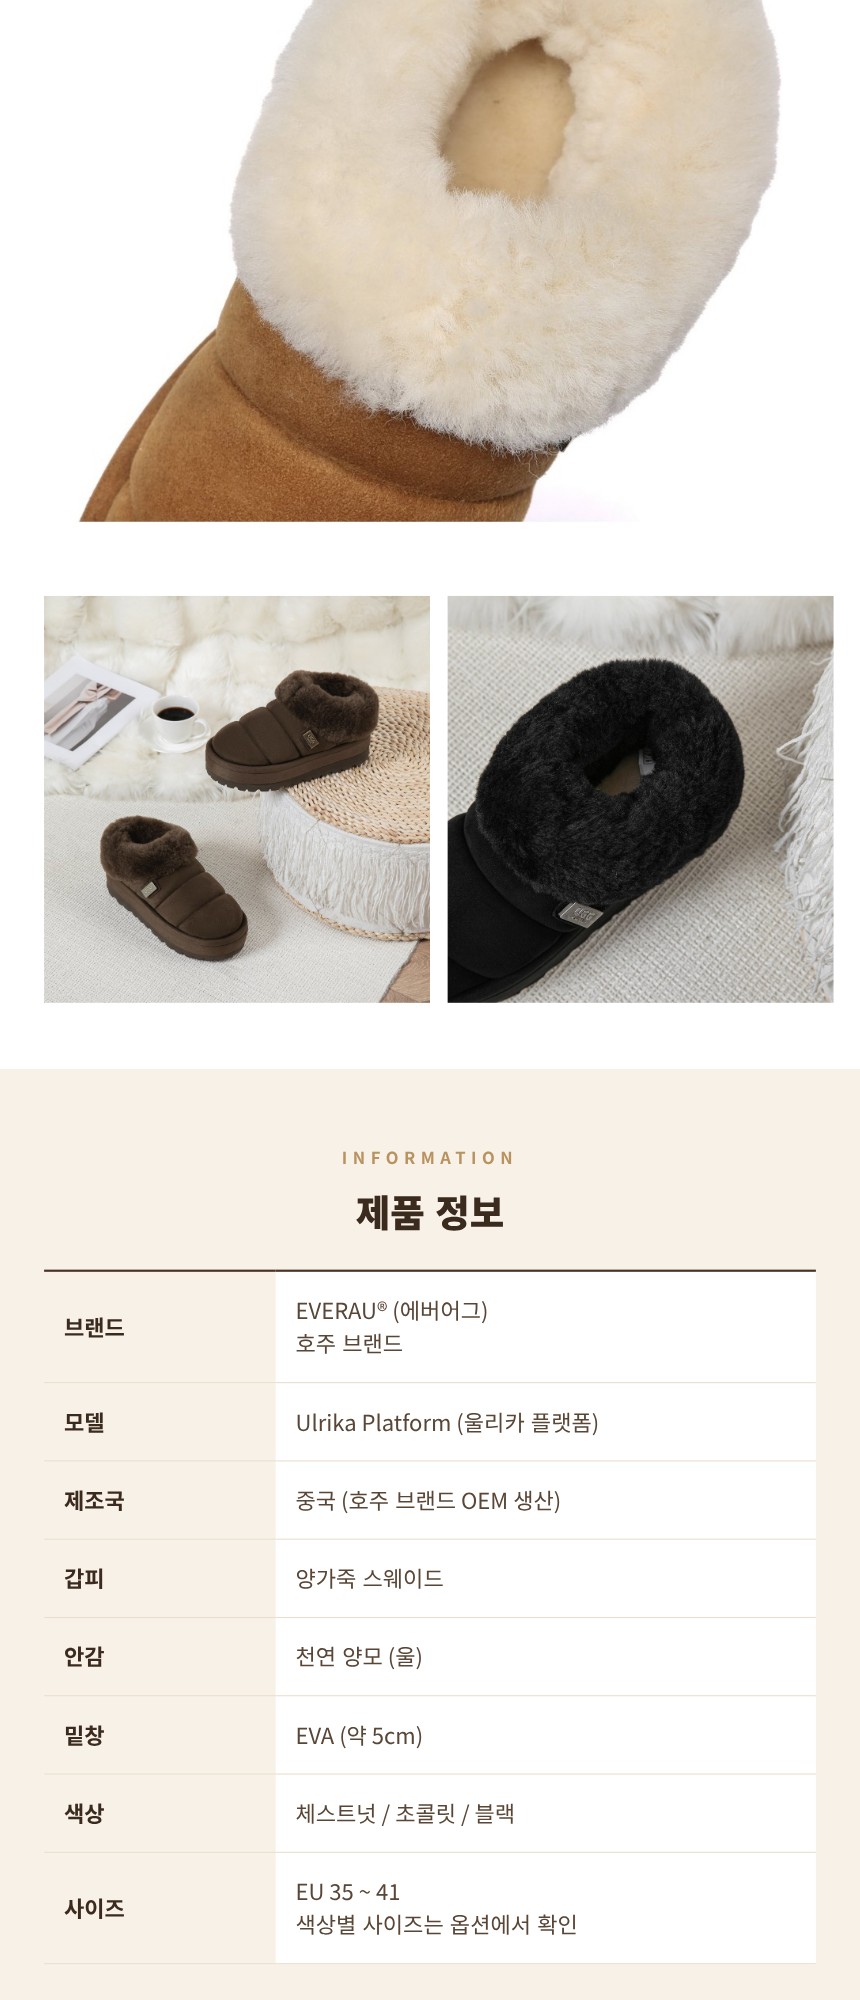 INFORMATION
제품 정보
브랜드
EVERAU® (에버어그)
호주 브랜드
모델
Ulrika Platform (울리카 플랫폼)
제조국
중국 (호주 브랜드 OEM 생산)
갑피
양가죽 스웨이드
안감
천연 양모 (울)
밑창
EVA (약 5cm)
색상
체스트넛 / 초콜릿 / 블랙
사이즈
EU 35 ~ 41
색상별 사이즈는 옵션에서 확인